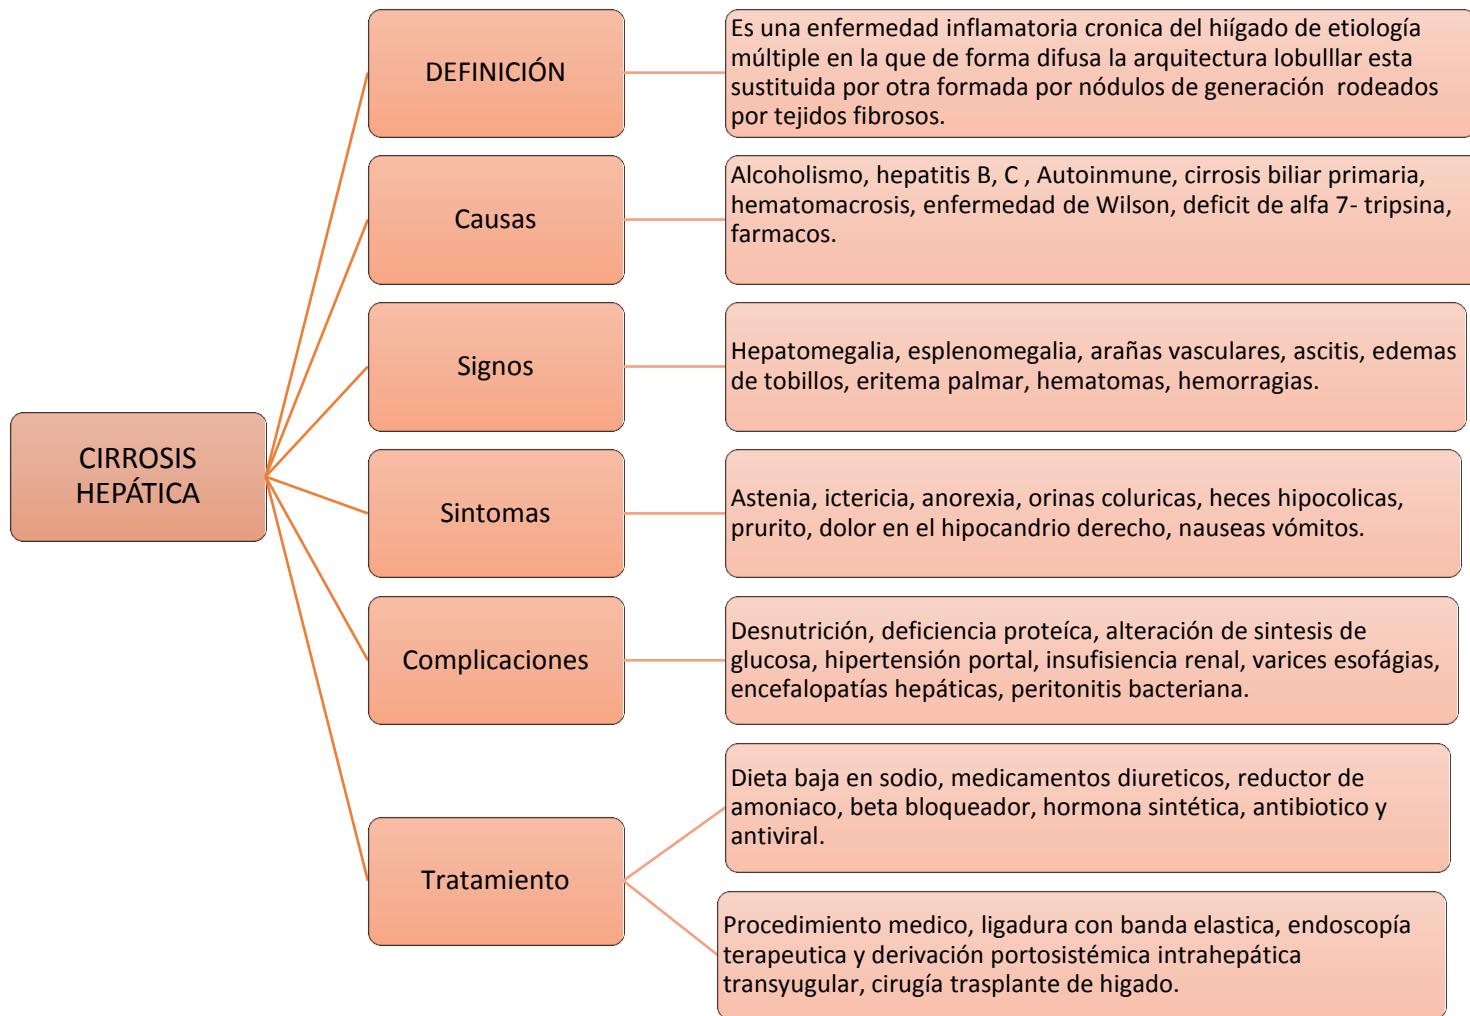 CIRROSIS
HEPÁTICA
DEFINICIÓN
Es una enfermedad inflamatoria cronica del hiígado de etiología
múltiple en la que de forma difusa la arquitectura lobulllar esta
sustituida por otra formada por nódulos de generación rodeados
por tejidos fibrosos.
Causas
Alcoholismo, hepatitis B, C , Autoinmune, cirrosis biliar primaria,
hematomacrosis, enfermedad de Wilson, deficit de alfa 7- tripsina,
farmacos.
Signos
Hepatomegalia, esplenomegalia, arañas vasculares, ascitis, edemas
de tobillos, eritema palmar, hematomas, hemorragias.
Sintomas
Astenia, ictericia, anorexia, orinas coluricas, heces hipocolicas,
prurito, dolor en el hipocandrio derecho, nauseas vómitos.
Complicaciones
Desnutrición, deficiencia proteíca, alteración de sintesis de
glucosa, hipertensión portal, insufisiencia renal, varices esofágias,
encefalopatías hepáticas, peritonitis bacteriana.
Tratamiento
Dieta baja en sodio, medicamentos diureticos, reductor de
amoniaco, beta bloqueador, hormona sintética, antibiotico y
antiviral.
Procedimiento medico, ligadura con banda elastica, endoscopía
terapeutica y derivación portosistémica intrahepática
transyugular, cirugía trasplante de higado.